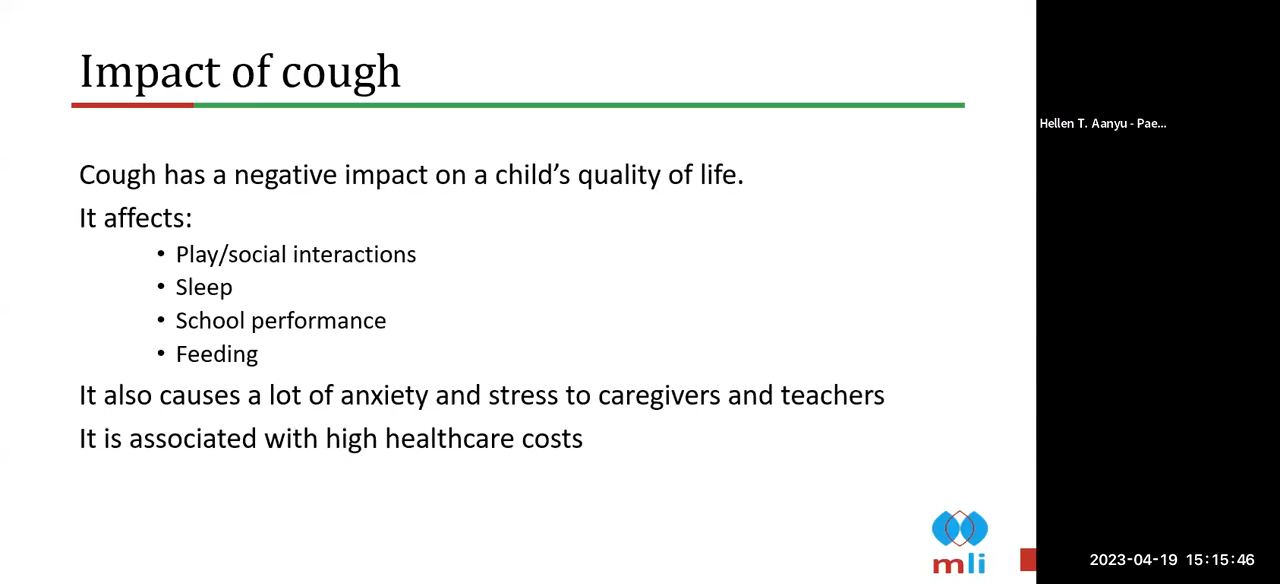 Impact of cough
Hellen T. Aanyu - Pae...
Cough has a negative impact on a child’s quality of life.
It affects:
• Play/social interactions
• Sleep
• School performance
• Feeding
It also causes a lot of anxiety and stress to caregivers and teachers
It is associated with high healthcare costs
mli
2023-04-19 15:15:46